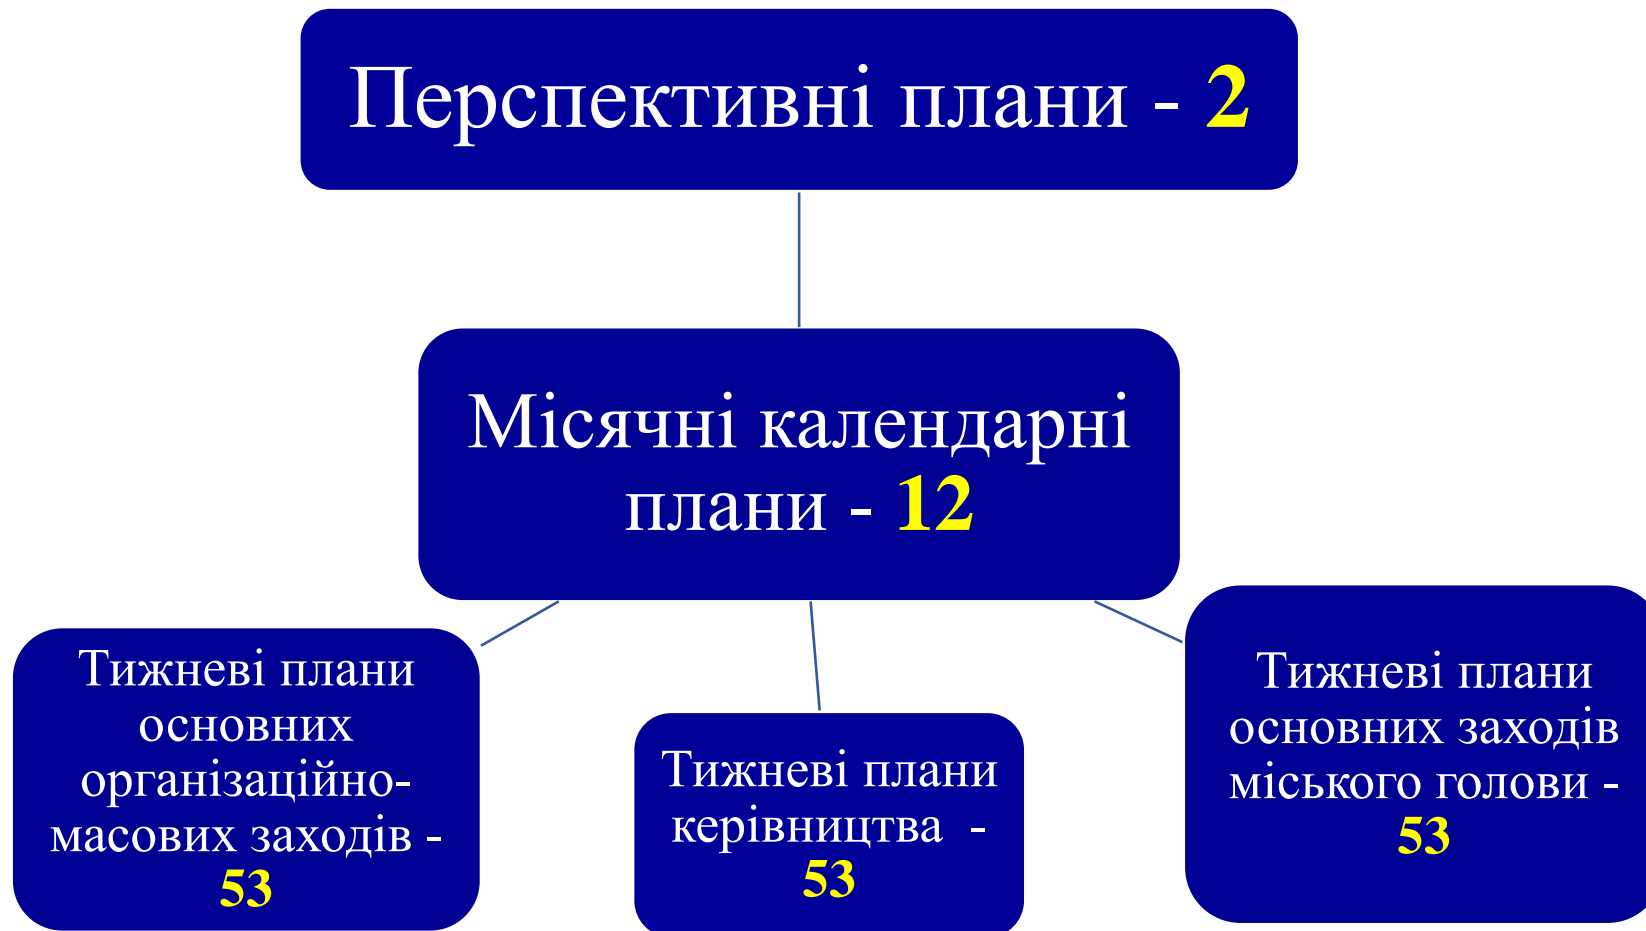 Перспективні плани - 2
Місячні календарні
плани - 12
Тижневі плани
основних
організаційно-
масових заходів -
53
Тижневі плани
керівництва -
53
Тижневі плани
основних заходів
міського голови -
53